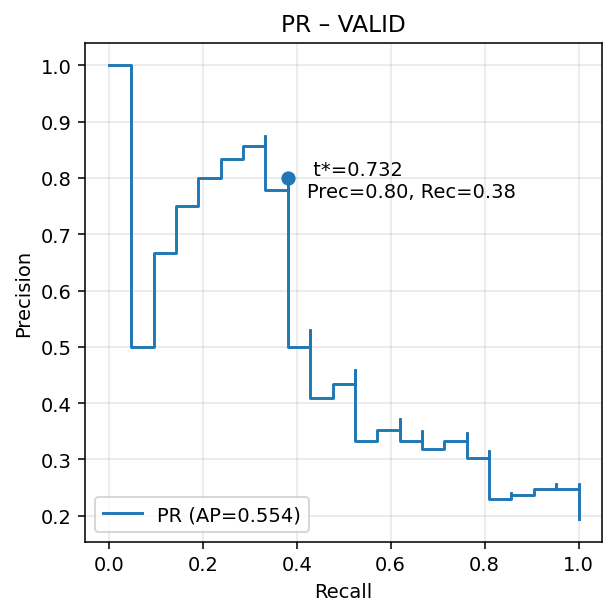 PR – VALID
1.0
0.9
0.8
0.7
0.6
0.5
0.4
0.3
0.2
Precision
t*=0.732
Prec=0.80, Rec=0.38
PR (AP=0.554)
0.0 0.2 0.4 0.6 0.8 1.0
Recall